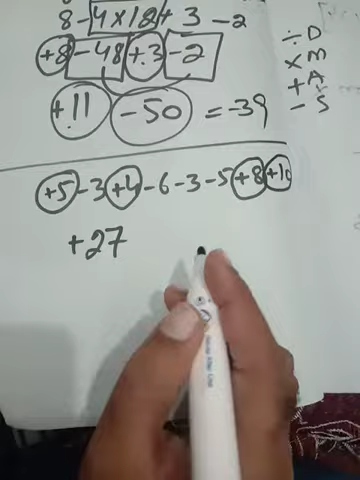 8 - 4 × 12 + 3 - 2
+8 - 48 + 3 - 2
+11 - 50 = -39
÷ D
× M
+ A
- S
+5 - 3 + 4 - 6 - 3 - 5 + 8 + 10
+27